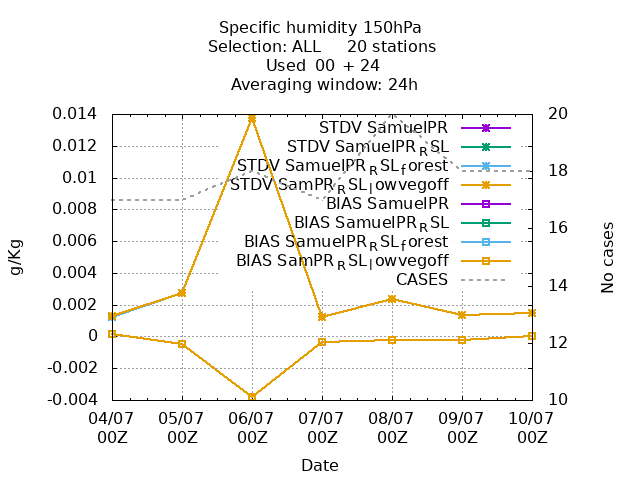 Specific humidity 150hPa
Selection: ALL 20 stations
Used 00 + 24
Averaging window: 24h
0.014
0.012
0.01
0.008
0.006
0.004
0.002
0
-0.002
-0.004
g/Kg
20
18
16
14
12
10
No cases
STDV SamuelPR
STDV SamuelPR_RSL
STDV SamuelPR_RSL_forest
STDV SamPR_RSL_lowvegoff
BIAS SamuelPR
BIAS SamuelPR_RSL
BIAS SamuelPR_RSL_forest
BIAS SamPR_RSL_lowvegoff
CASES
04/07 05/07 06/07 07/07 08/07 09/07 10/07
00Z 00Z 00Z 00Z 00Z 00Z 00Z
Date